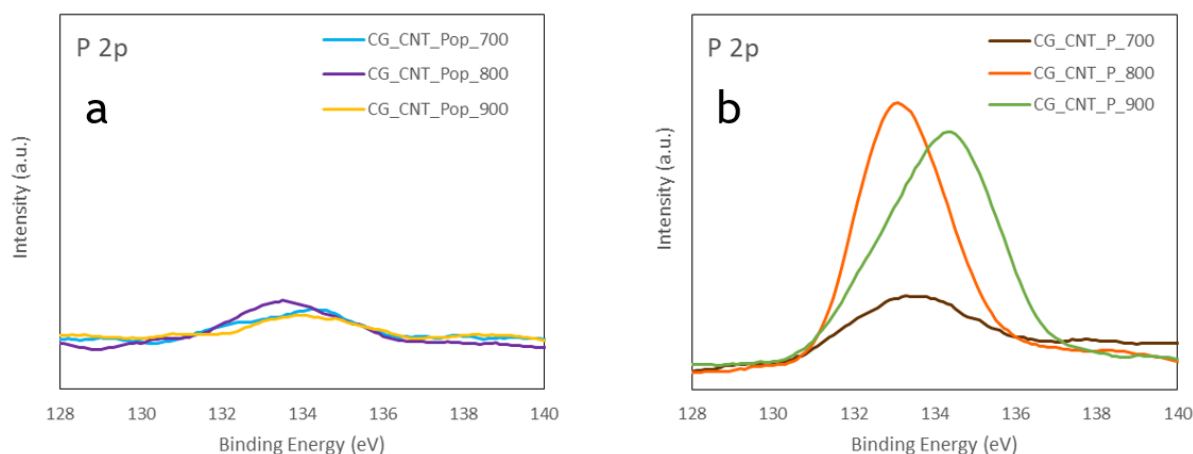 P 2p
CG_CNT_Pop_700
CG_CNT_Pop_800
CG_CNT_Pop_900
a
Intensity (a.u.)
128 130 132 134 136 138 140
Binding Energy (eV)
P 2p
CG_CNT_P_700
CG_CNT_P_800
CG_CNT_P_900
b
Intensity (a.u.)
128 130 132 134 136 138 140
Binding Energy (eV)